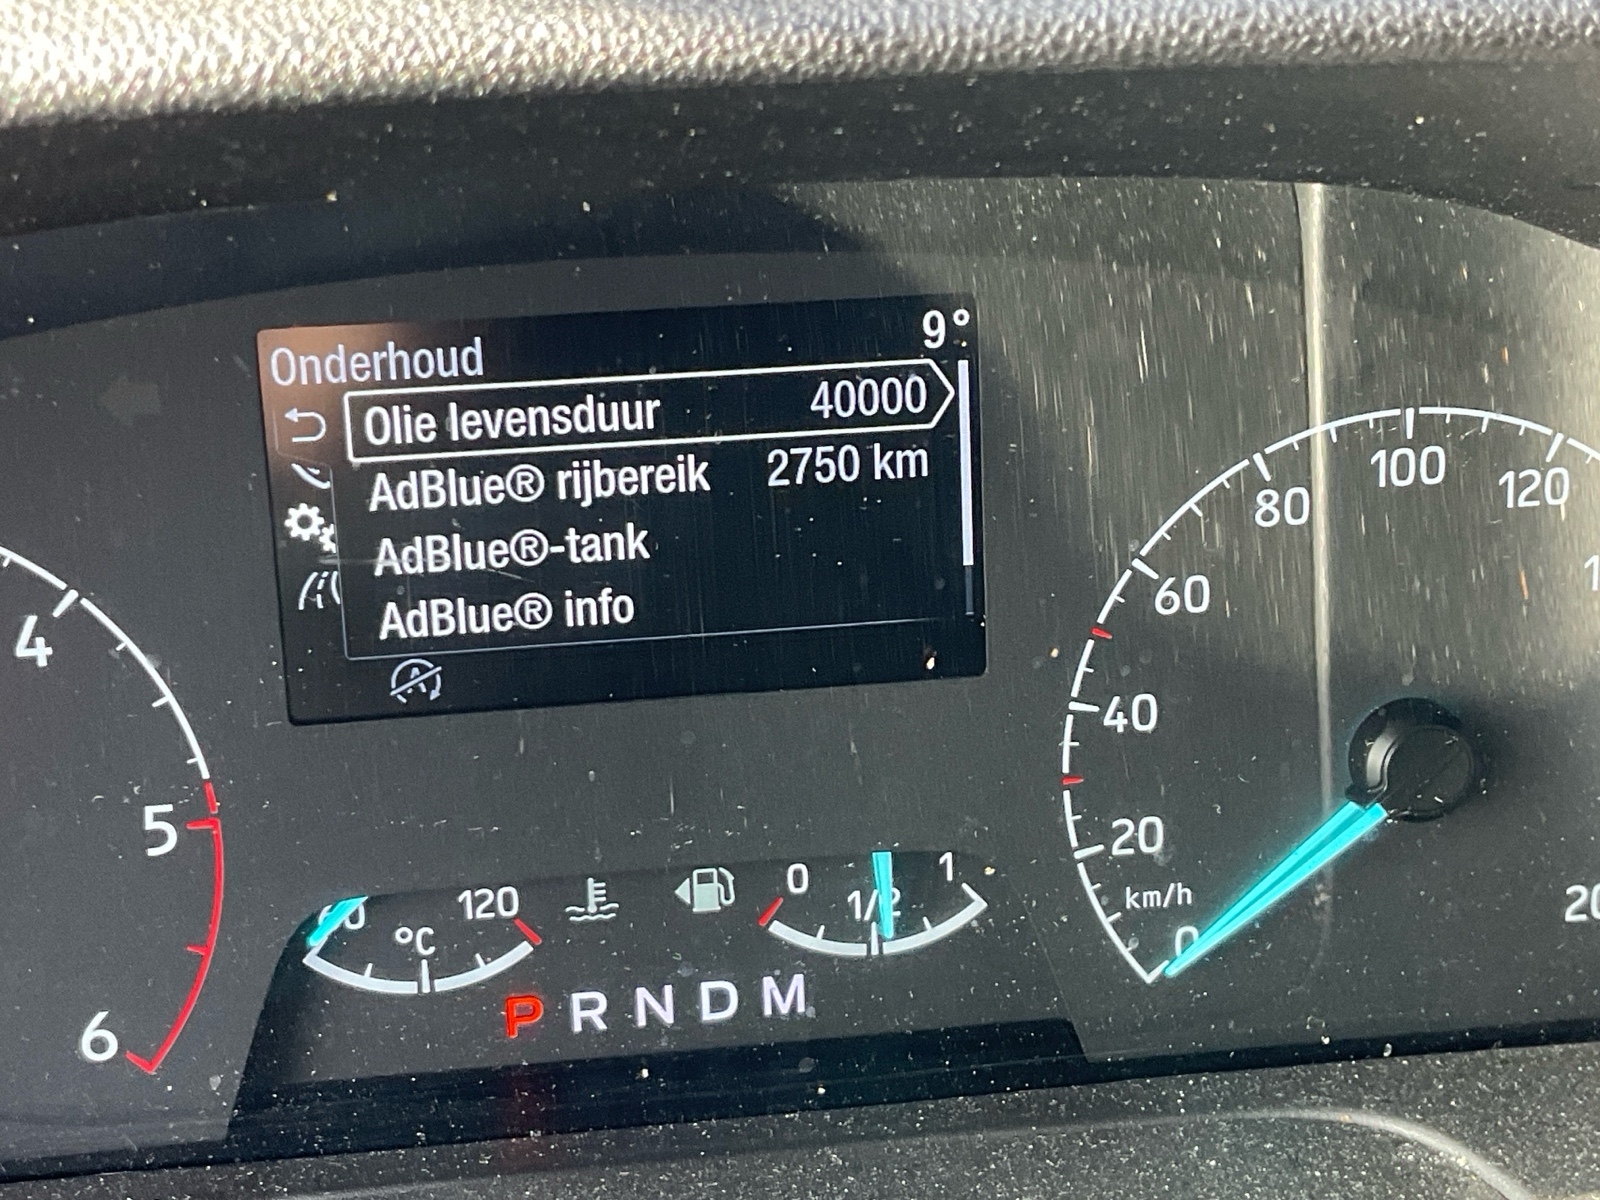 9°
Onderhoud
Olie levensduur 40000
AdBlue® rijbereik 2750 km
AdBlue®-tank
AdBlue® info
4
5
6
120
°C
0
1/2
1
P R N D M
0
20
40
60
80
100
120
km/h